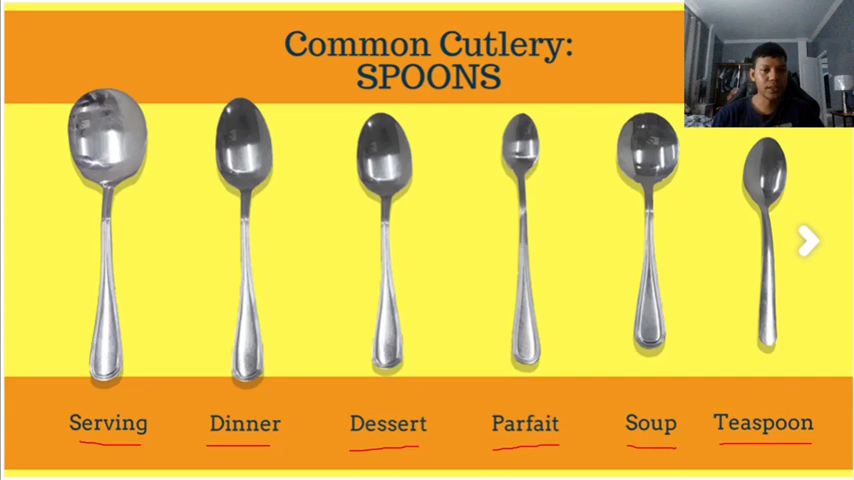 Common Cutlery:
SPOONS
Serving Dinner Dessert Parfait Soup Teaspoon